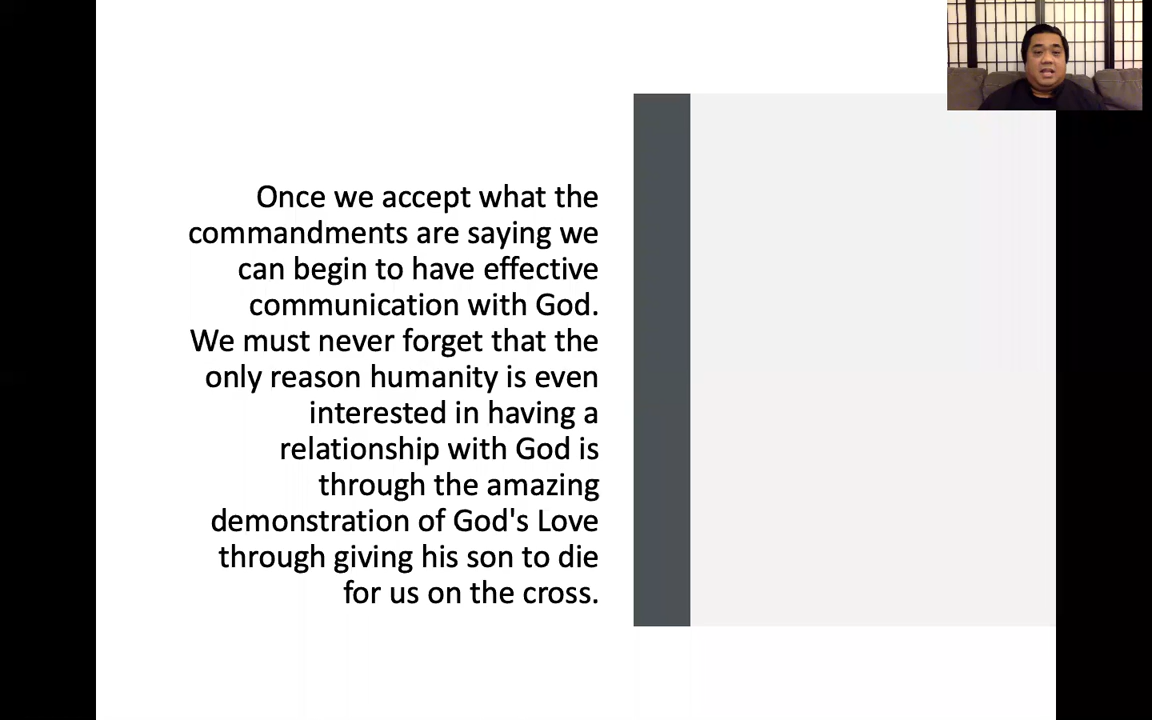 Once we accept what the
commandments are saying we
can begin to have effective
communication with God.
We must never forget that the
only reason humanity is even
interested in having a
relationship with God is
through the amazing
demonstration of God's Love
through giving his son to die
for us on the cross.